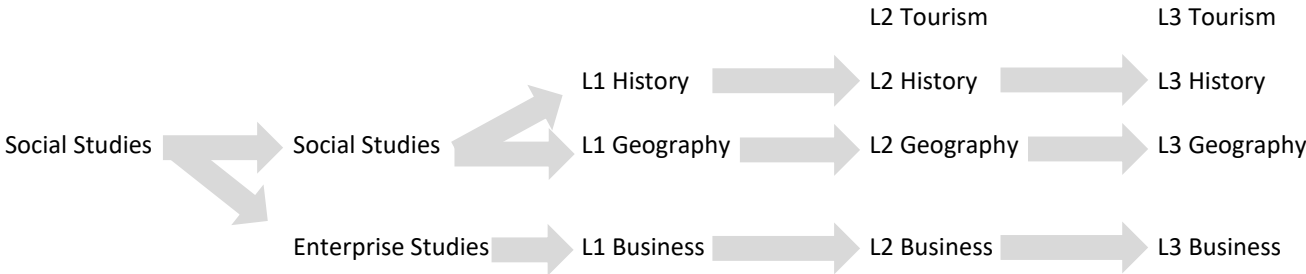 L2 Tourism L3 Tourism
L1 History L2 History L3 History
Social Studies Social Studies L1 Geography L2 Geography L3 Geography
Enterprise Studies L1 Business L2 Business L3 Business